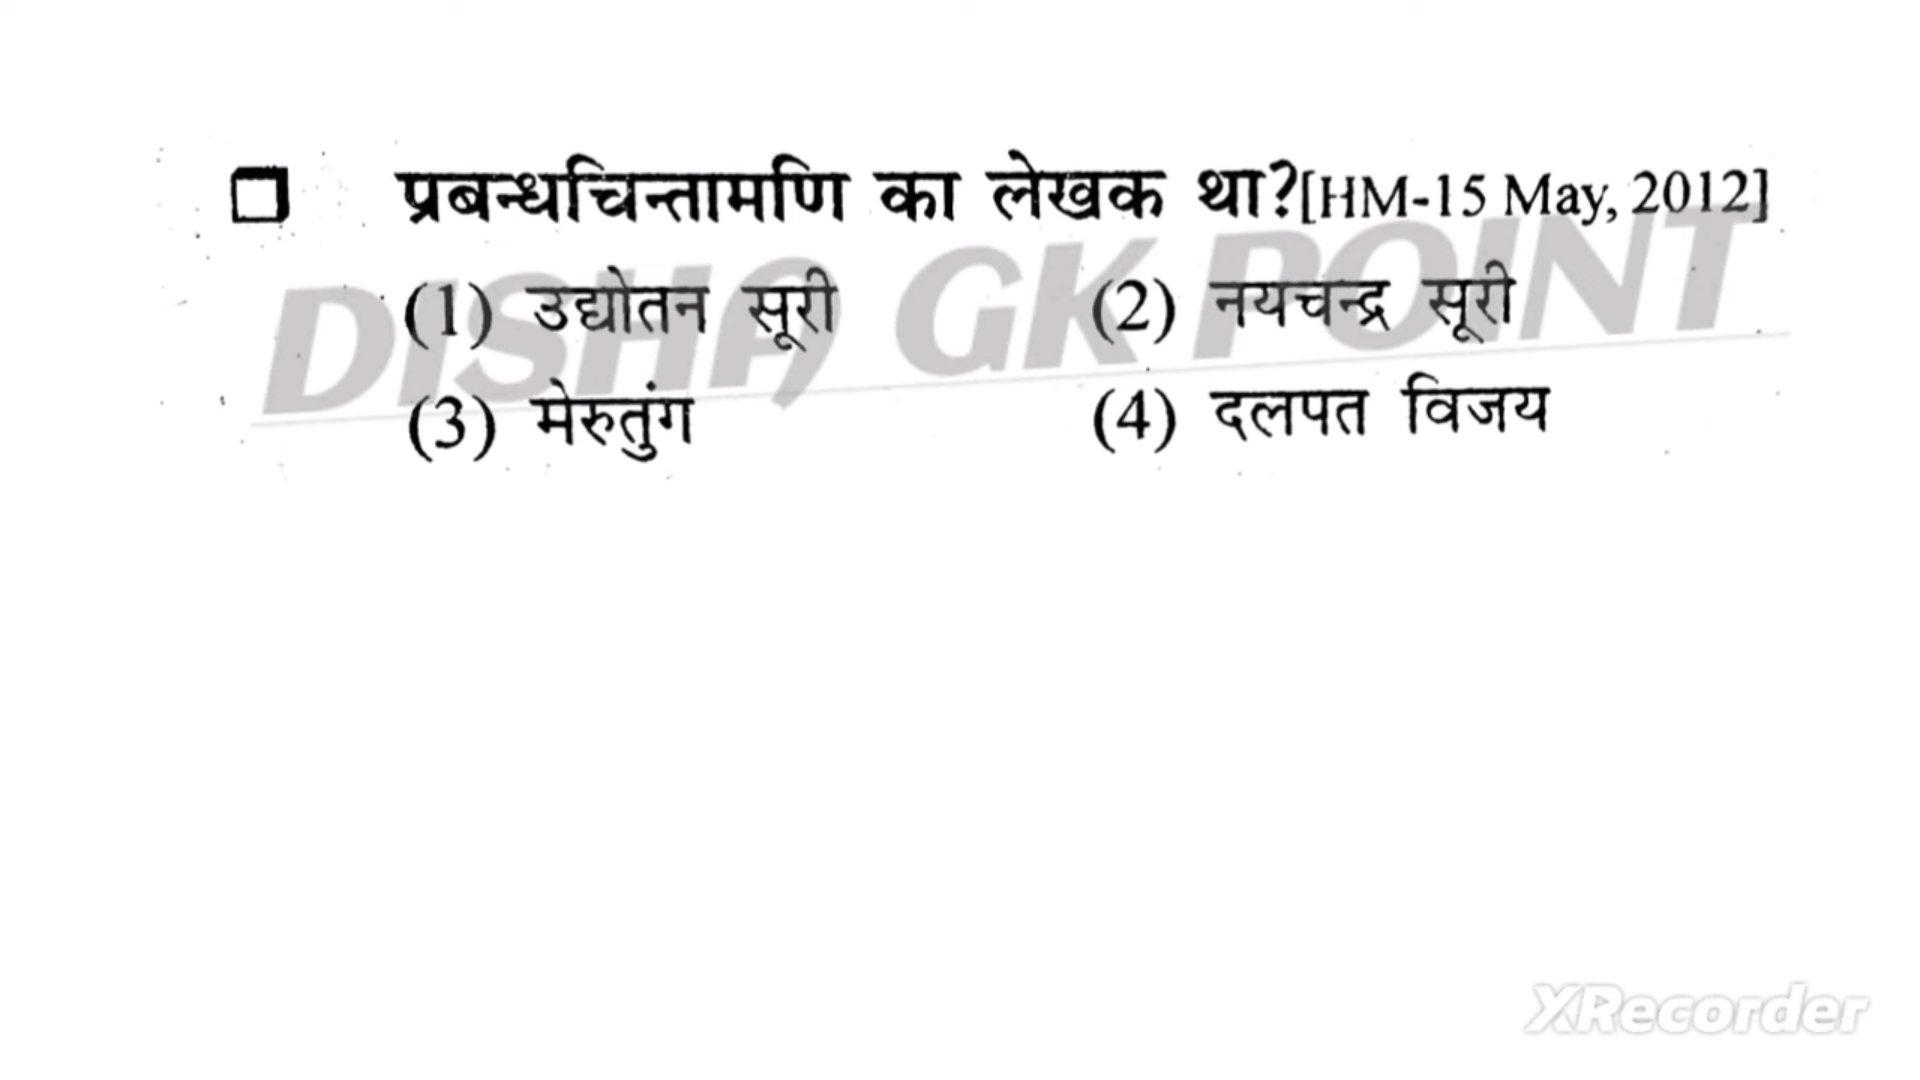 प्रबन्धचिन्तामणि का लेखक था?[HM-15 May, 2012]
(1) उद्योतन सूरी (2) नयचन्द्र सूरी
(3) मेरुतुंग (4) दलपत विजय
DISHA GK POINT
XRecorder